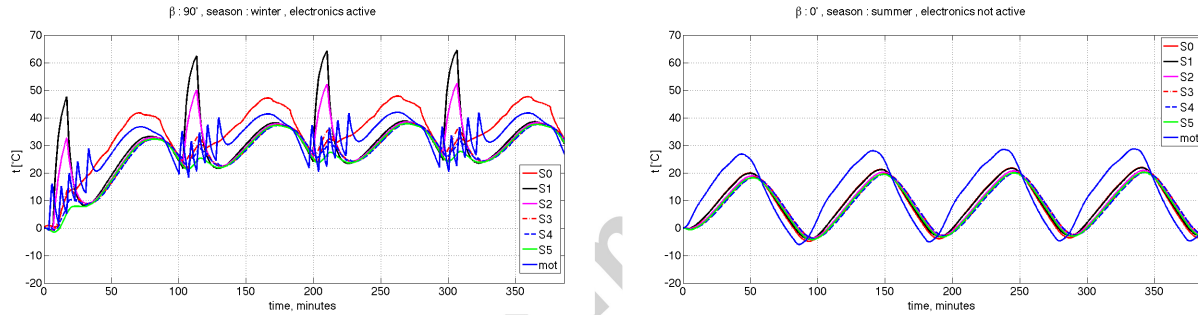 β : 90° , season : winter , electronics active
70
60
50
40
30
20
10
0
-10
-20
t [°C]
0
50
100
150
200
250
300
350
time, minutes
S0
S1
S2
S3
S4
S5
mot
β : 0° , season : summer , electronics not active
70
60
50
40
30
20
10
0
-10
-20
t [°C]
0
50
100
150
200
250
300
350
time, minutes
S0
S1
S2
S3
S4
S5
mot